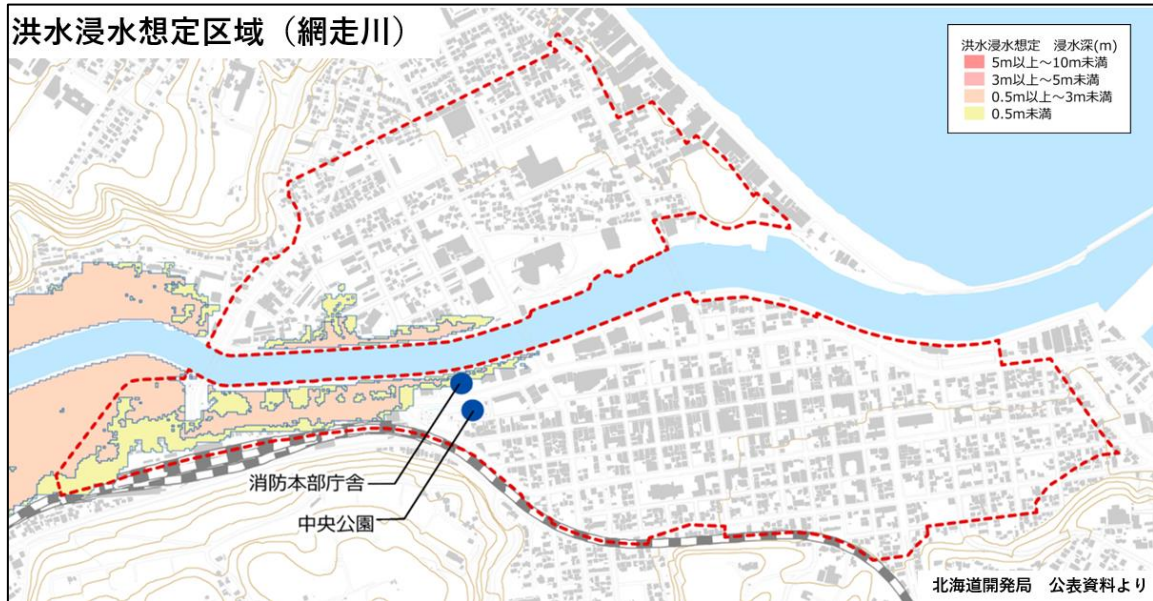 洪水浸水想定区域（網走川）
洪水浸水想定　浸水深(m)
5m以上～10m未満
3m以上～5m未満
0.5m以上～3m未満
0.5m未満
消防本部庁舎
中央公園
北海道開発局　公表資料より